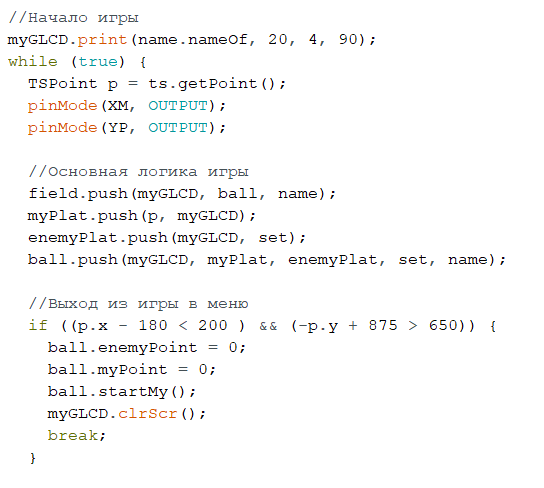 //Начало игры
myGLCD.print(name.nameOf, 20, 4, 90);
while (true) {
  TSPoint p = ts.getPoint();
  pinMode(XM, OUTPUT);
  pinMode(YP, OUTPUT);

  //Основная логика игры
  field.push(myGLCD, ball, name);
  myPlat.push(p, myGLCD);
  enemyPlat.push(myGLCD, set);
  ball.push(myGLCD, myPlat, enemyPlat, set, name);

  //Выход из игры в меню
  if ((p.x - 180 < 200 ) && (-p.y + 875 > 650)) {
    ball.enemyPoint = 0;
    ball.myPoint = 0;
    ball.startMy();
    myGLCD.clrScr();
    break;
  }